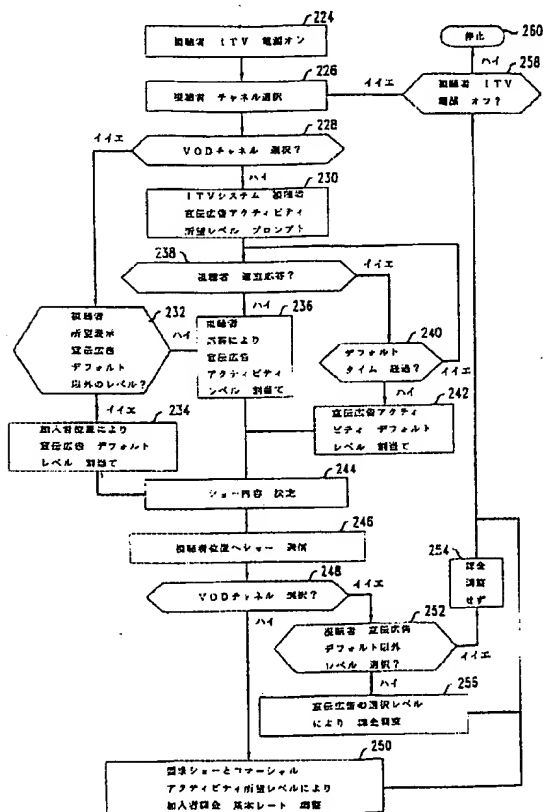 224
視聴者 ITV 電源オン
260
停止
ハイ
258
視聴者 ITV
電源 オフ?
イイエ
226
視聴者 チャネル選択
228
イイエ
VODチャネル 選択?
ハイ
230
ITVシステム 視聴者
宣伝広告アクティビティ
所望レベル プロンプト
238
視聴者 適立応答?
イイエ
ハイ
232
視聴者
所望表示
宣伝広告
デフォルト
以外のレベル?
ハイ
236
視聴者
応答により
宣伝広告
アクティビティ
レベル 割当て
240
デフォルト
タイム 経過?
イイエ
ハイ
242
宣伝広告アクティ
ビティ デフォルト
レベル 割当て
イイエ
234
加入者位置により
宣伝広告 デフォルト
レベル 割当て
244
ショー内容 決定
246
視聴者位置へショー 送信
248
VODチャネル 選択?
イイエ
ハイ
254
課金
調整
せず
252
視聴者 宣伝広告
デフォルト以外
レベル 選択?
イイエ
ハイ
255
宣伝広告の選択レベル
により 課金調整
250
要求ショーとコマーシャル
アクティビティ所望レベルにより
加入者課金 基本レート 調整